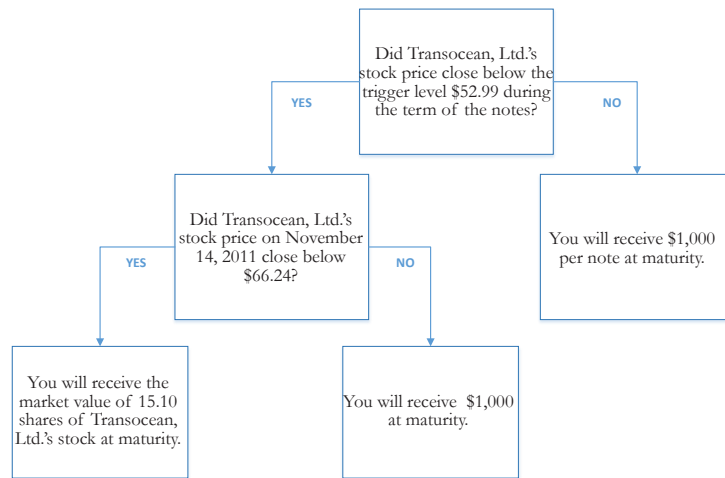 Did Transocean, Ltd.'s
stock price close below the
trigger level $52.99 during
the term of the notes?
YES
NO
Did Transocean, Ltd.'s
stock price on November
14, 2011 close below
$66.24?
You will receive $1,000
per note at maturity.
YES
NO
You will receive the
market value of 15.10
shares of Transocean,
Ltd.'s stock at maturity.
You will receive $1,000
at maturity.